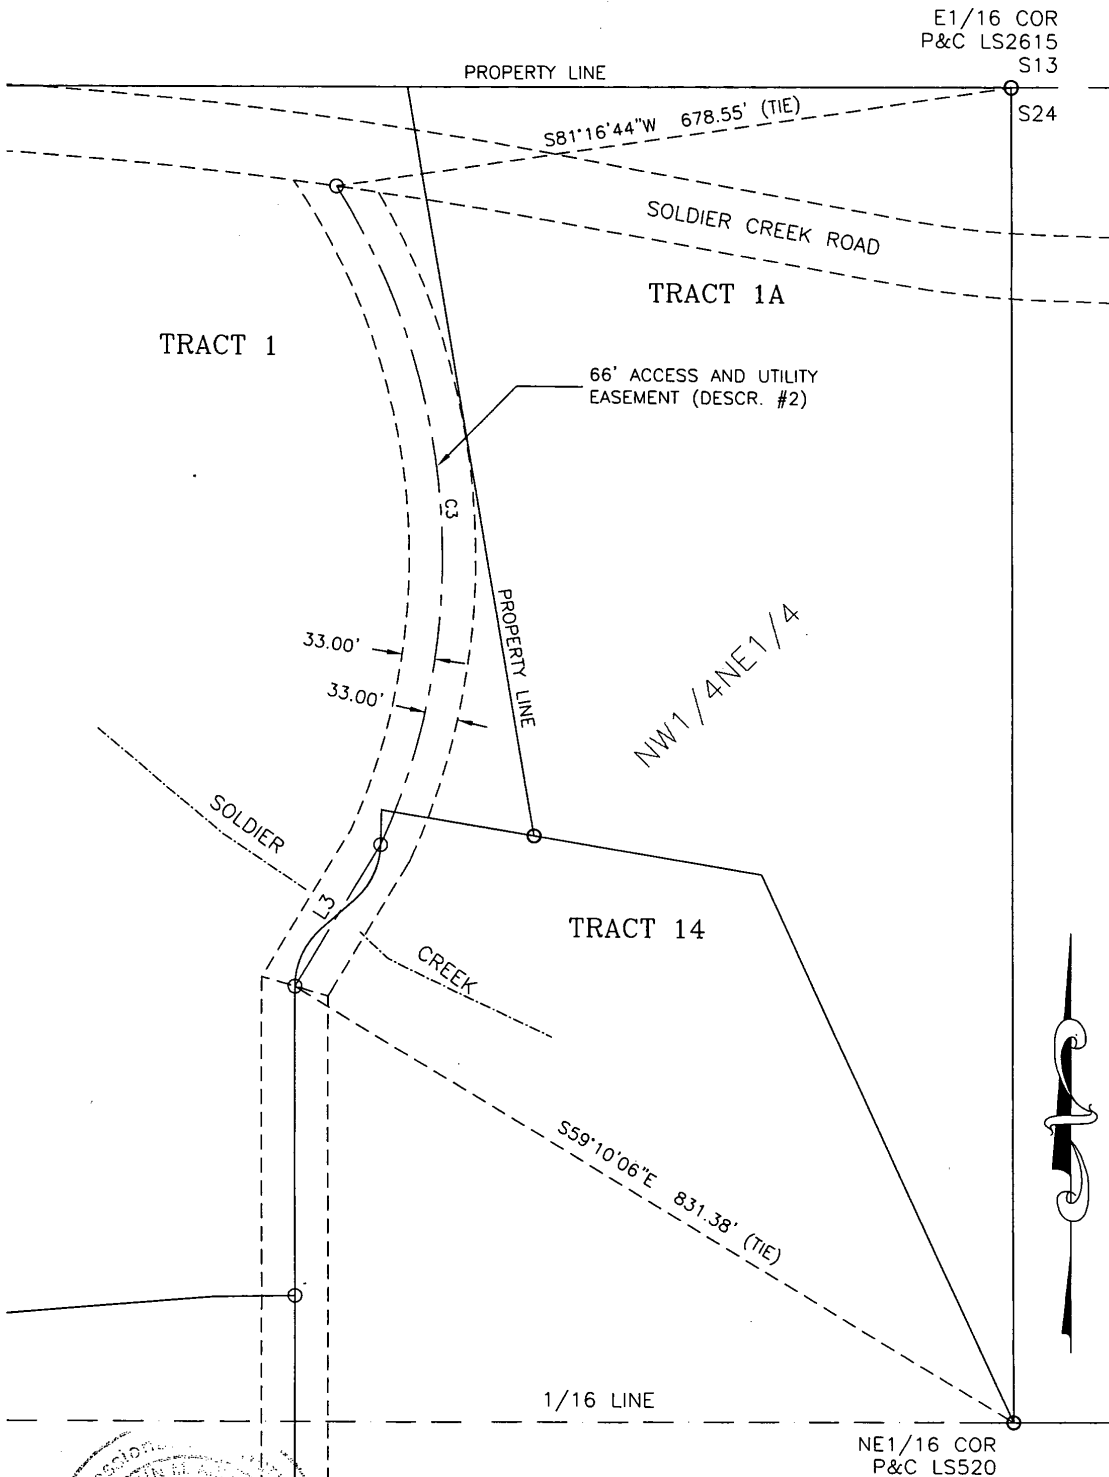 E1/16 COR
P&C LS2615
S13
PROPERTY LINE
S24
S81°16'44"W 678.55' (TIE)
SOLDIER CREEK ROAD
TRACT 1A
TRACT 1
66' ACCESS AND UTILITY
EASEMENT (DESCR. #2)
C3
PROPERTY LINE
NW1/4NE1/4
33.00'
33.00'
SOLDIER
L3
TRACT 14
CREEK
S59°10'06"E 831.38' (TIE)
1/16 LINE
NE1/16 COR
P&C LS520